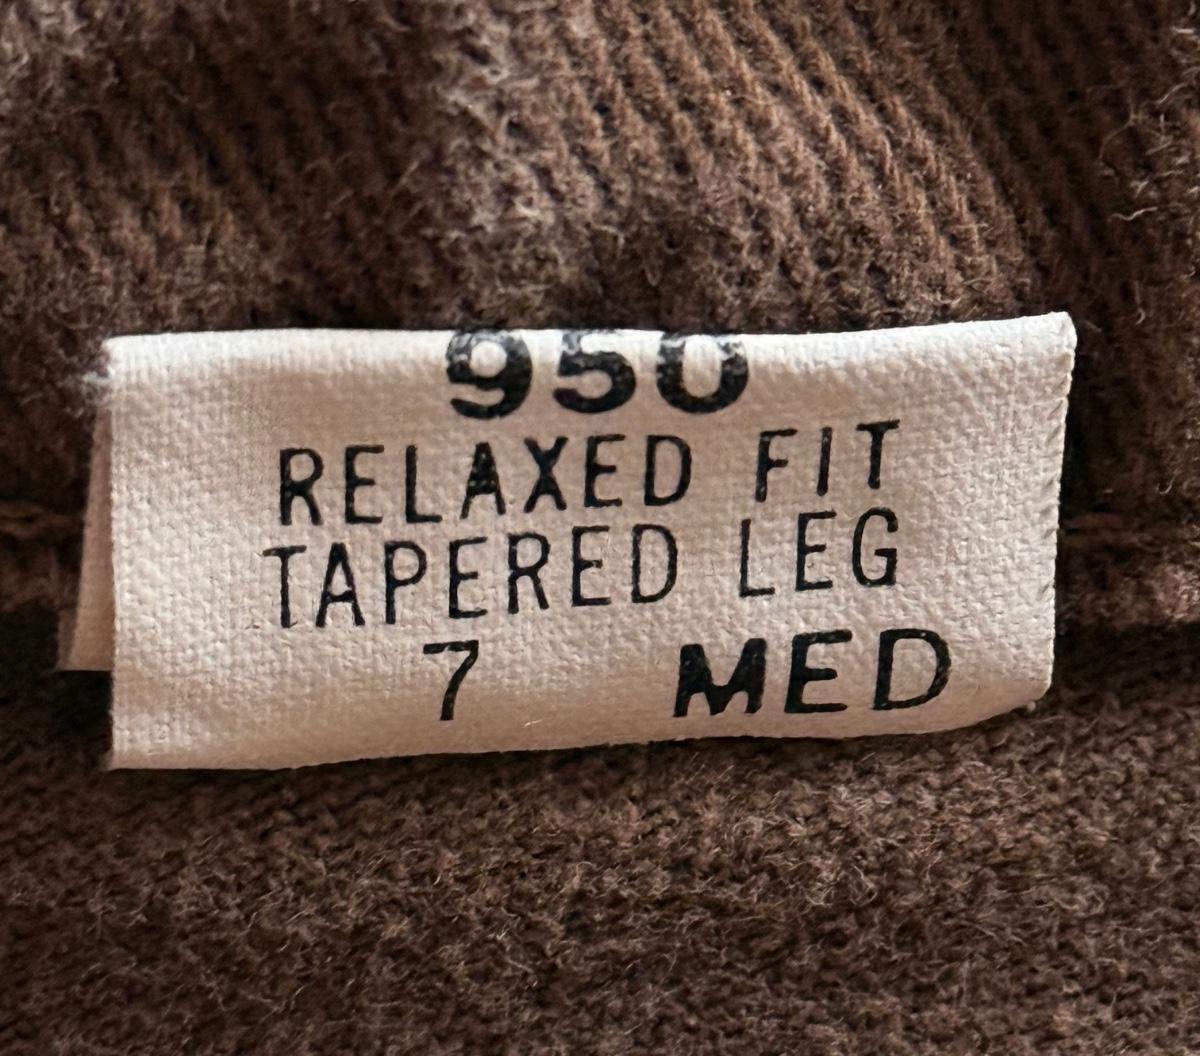 950
RELAXED FIT
TAPERED LEG
7 MED